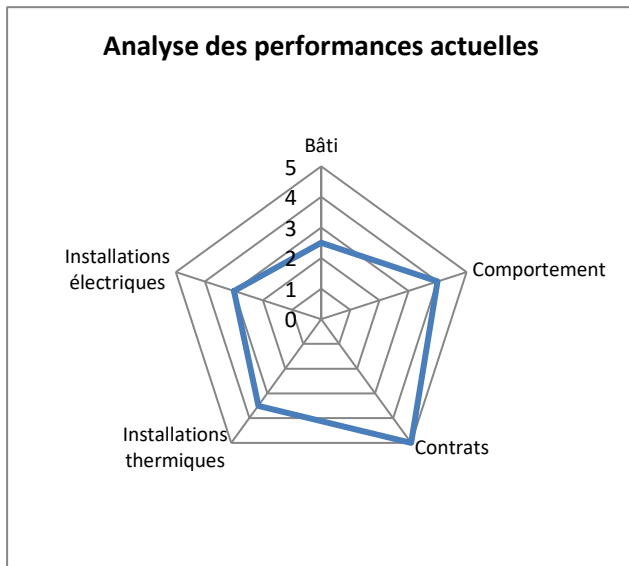 Analyse des performances actuelles
Bâti
5
4
3
2
1
0
Comportement
Contrats
Installations
thermiques
Installations
électriques